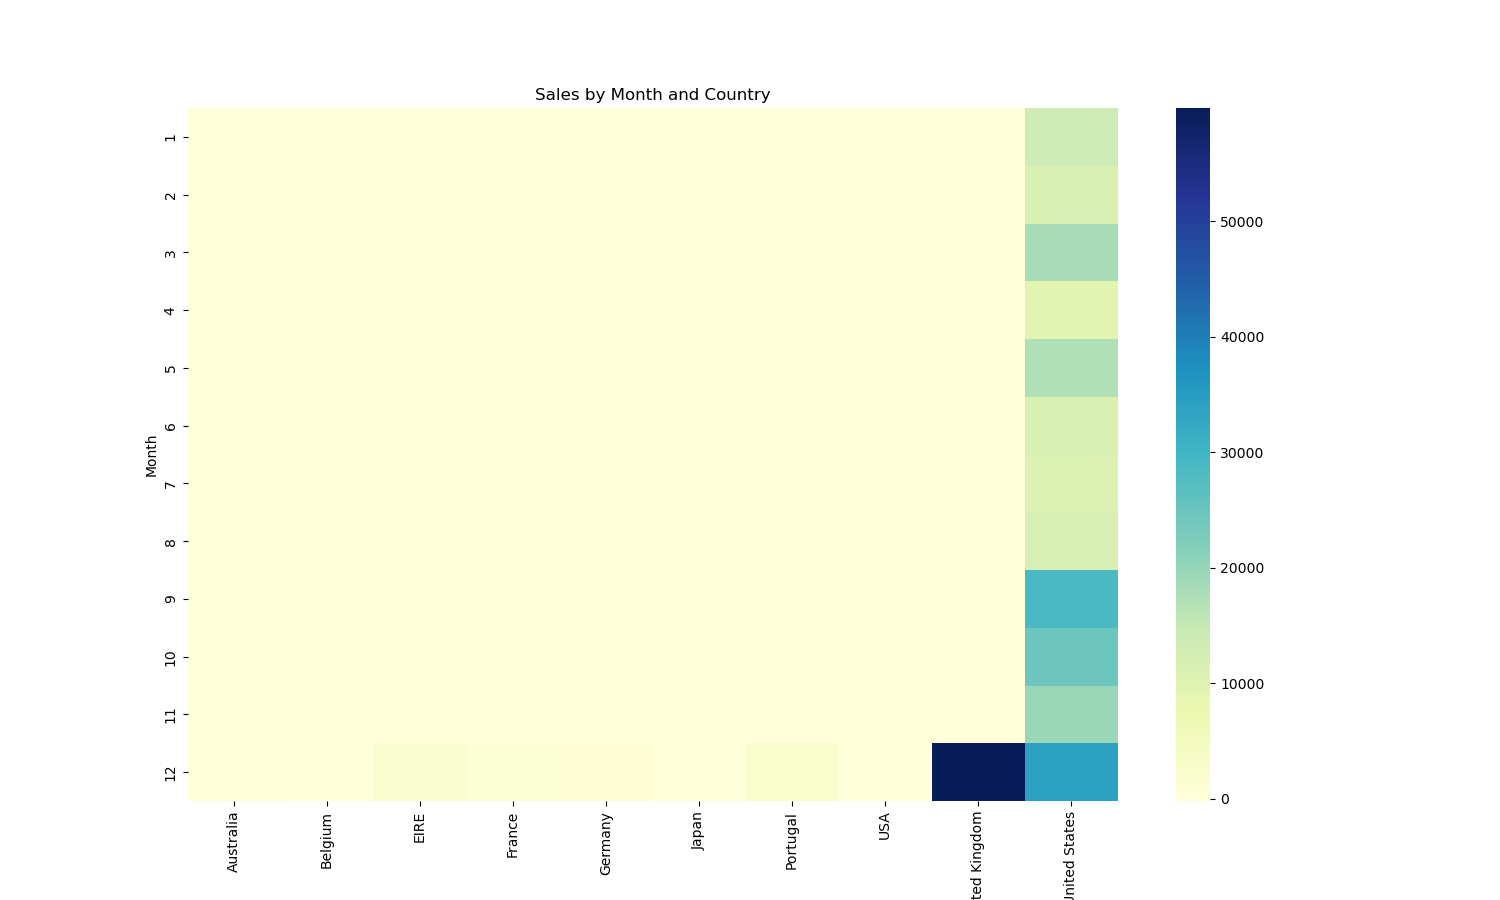 Sales by Month and Country
Month
1
2
3
4
5
6
7
8
9
10
11
12
Australia
Belgium
EIRE
France
Germany
Japan
Portugal
USA
ted Kingdom
United States
50000
40000
30000
20000
10000
0